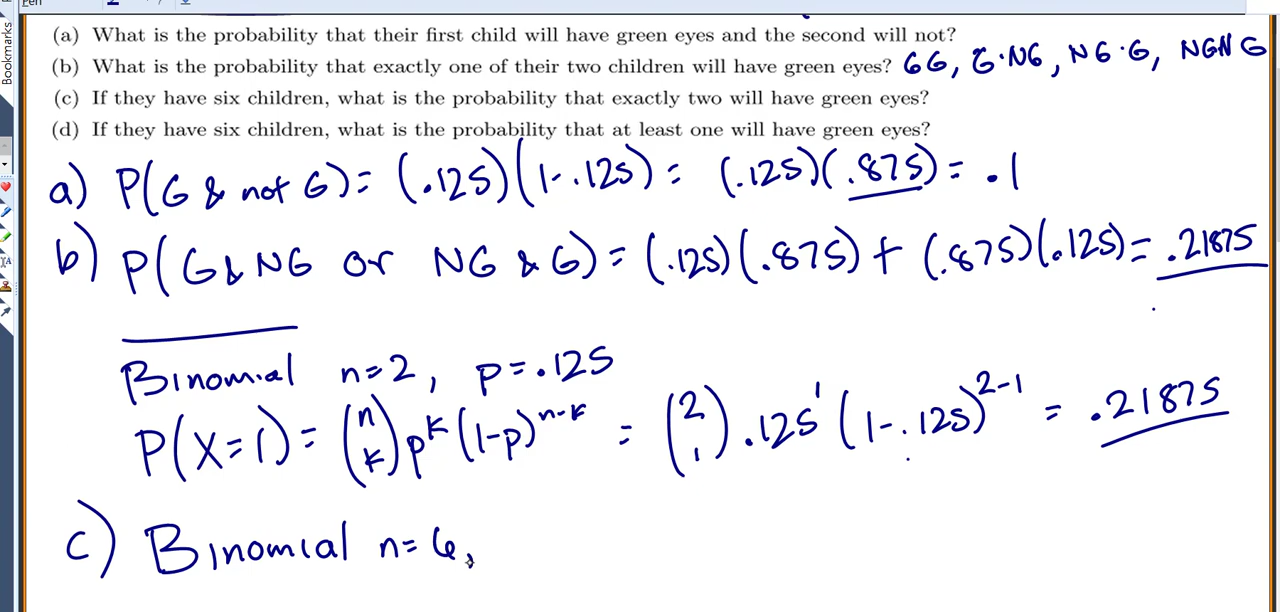 Pen
Bookmarks
(a) What is the probability that their first child will have green eyes and the second will not?
(b) What is the probability that exactly one of their two children will have green eyes? GG, G·NG, NG·G, NGNG
(c) If they have six children, what is the probability that exactly two will have green eyes?
(d) If they have six children, what is the probability that at least one will have green eyes?
a) P(G & not G) = (.125)(1-.125) = (.125)(.875) = .1
b) P(G & NG or NG & G) = (.125)(.875) + (.875)(.125) = .21875
Binomial n=2, p=.125
P(X=1) = (n k) p^k (1-p)^{n-k} = (2 1) .125^1 (1-.125)^{2-1} = .21875
c) Binomial n=6,